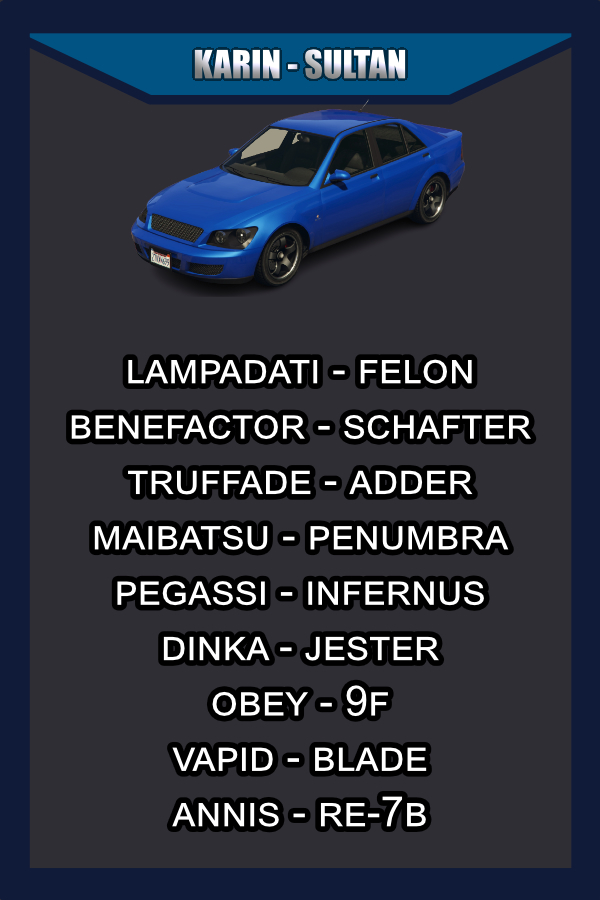 KARIN - SULTAN
LAMPADATI - FELON
BENEFACTOR - SCHAFTER
TRUFFADE - ADDER
MAIBATSU - PENUMBRA
PEGASSI - INFERNUS
DINKA - JESTER
OBEY - 9F
VAPID - BLADE
ANNIS - RE-7B